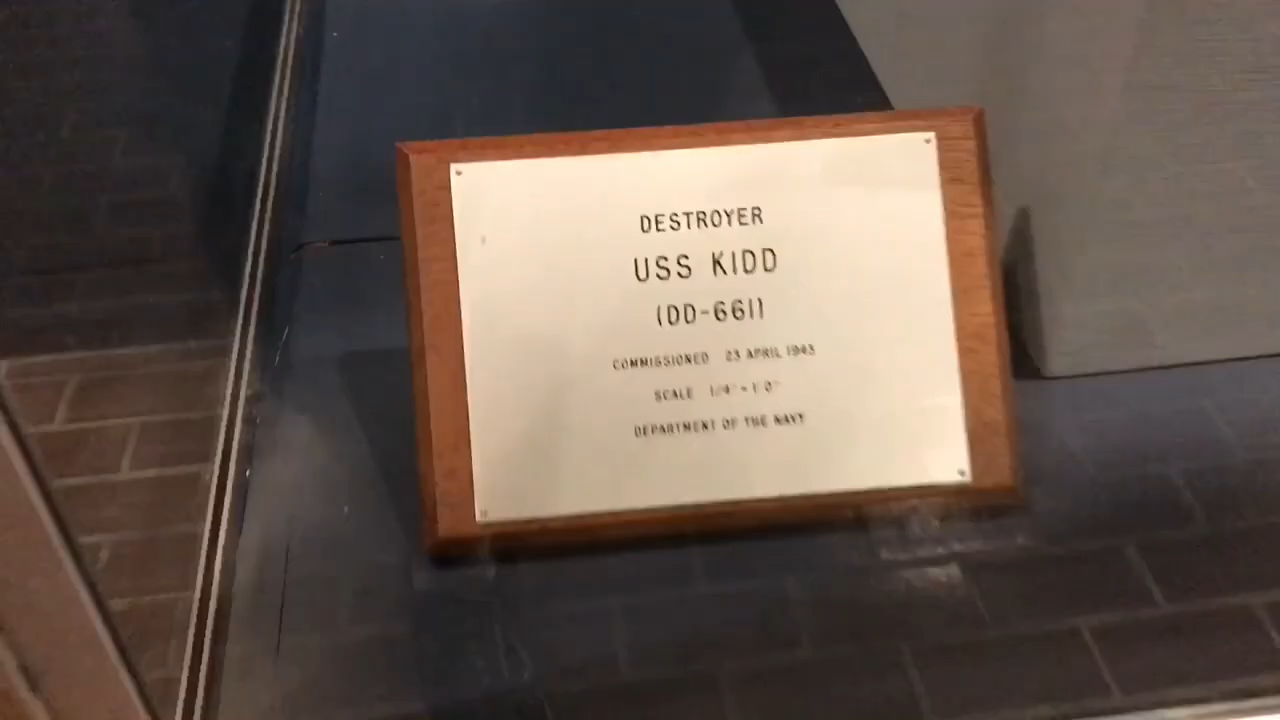 DESTROYER
USS KIDD
(DD-661)
COMMISSIONED 23 APRIL 1943
SCALE 1/4" = 1'0"
DEPARTMENT OF THE NAVY